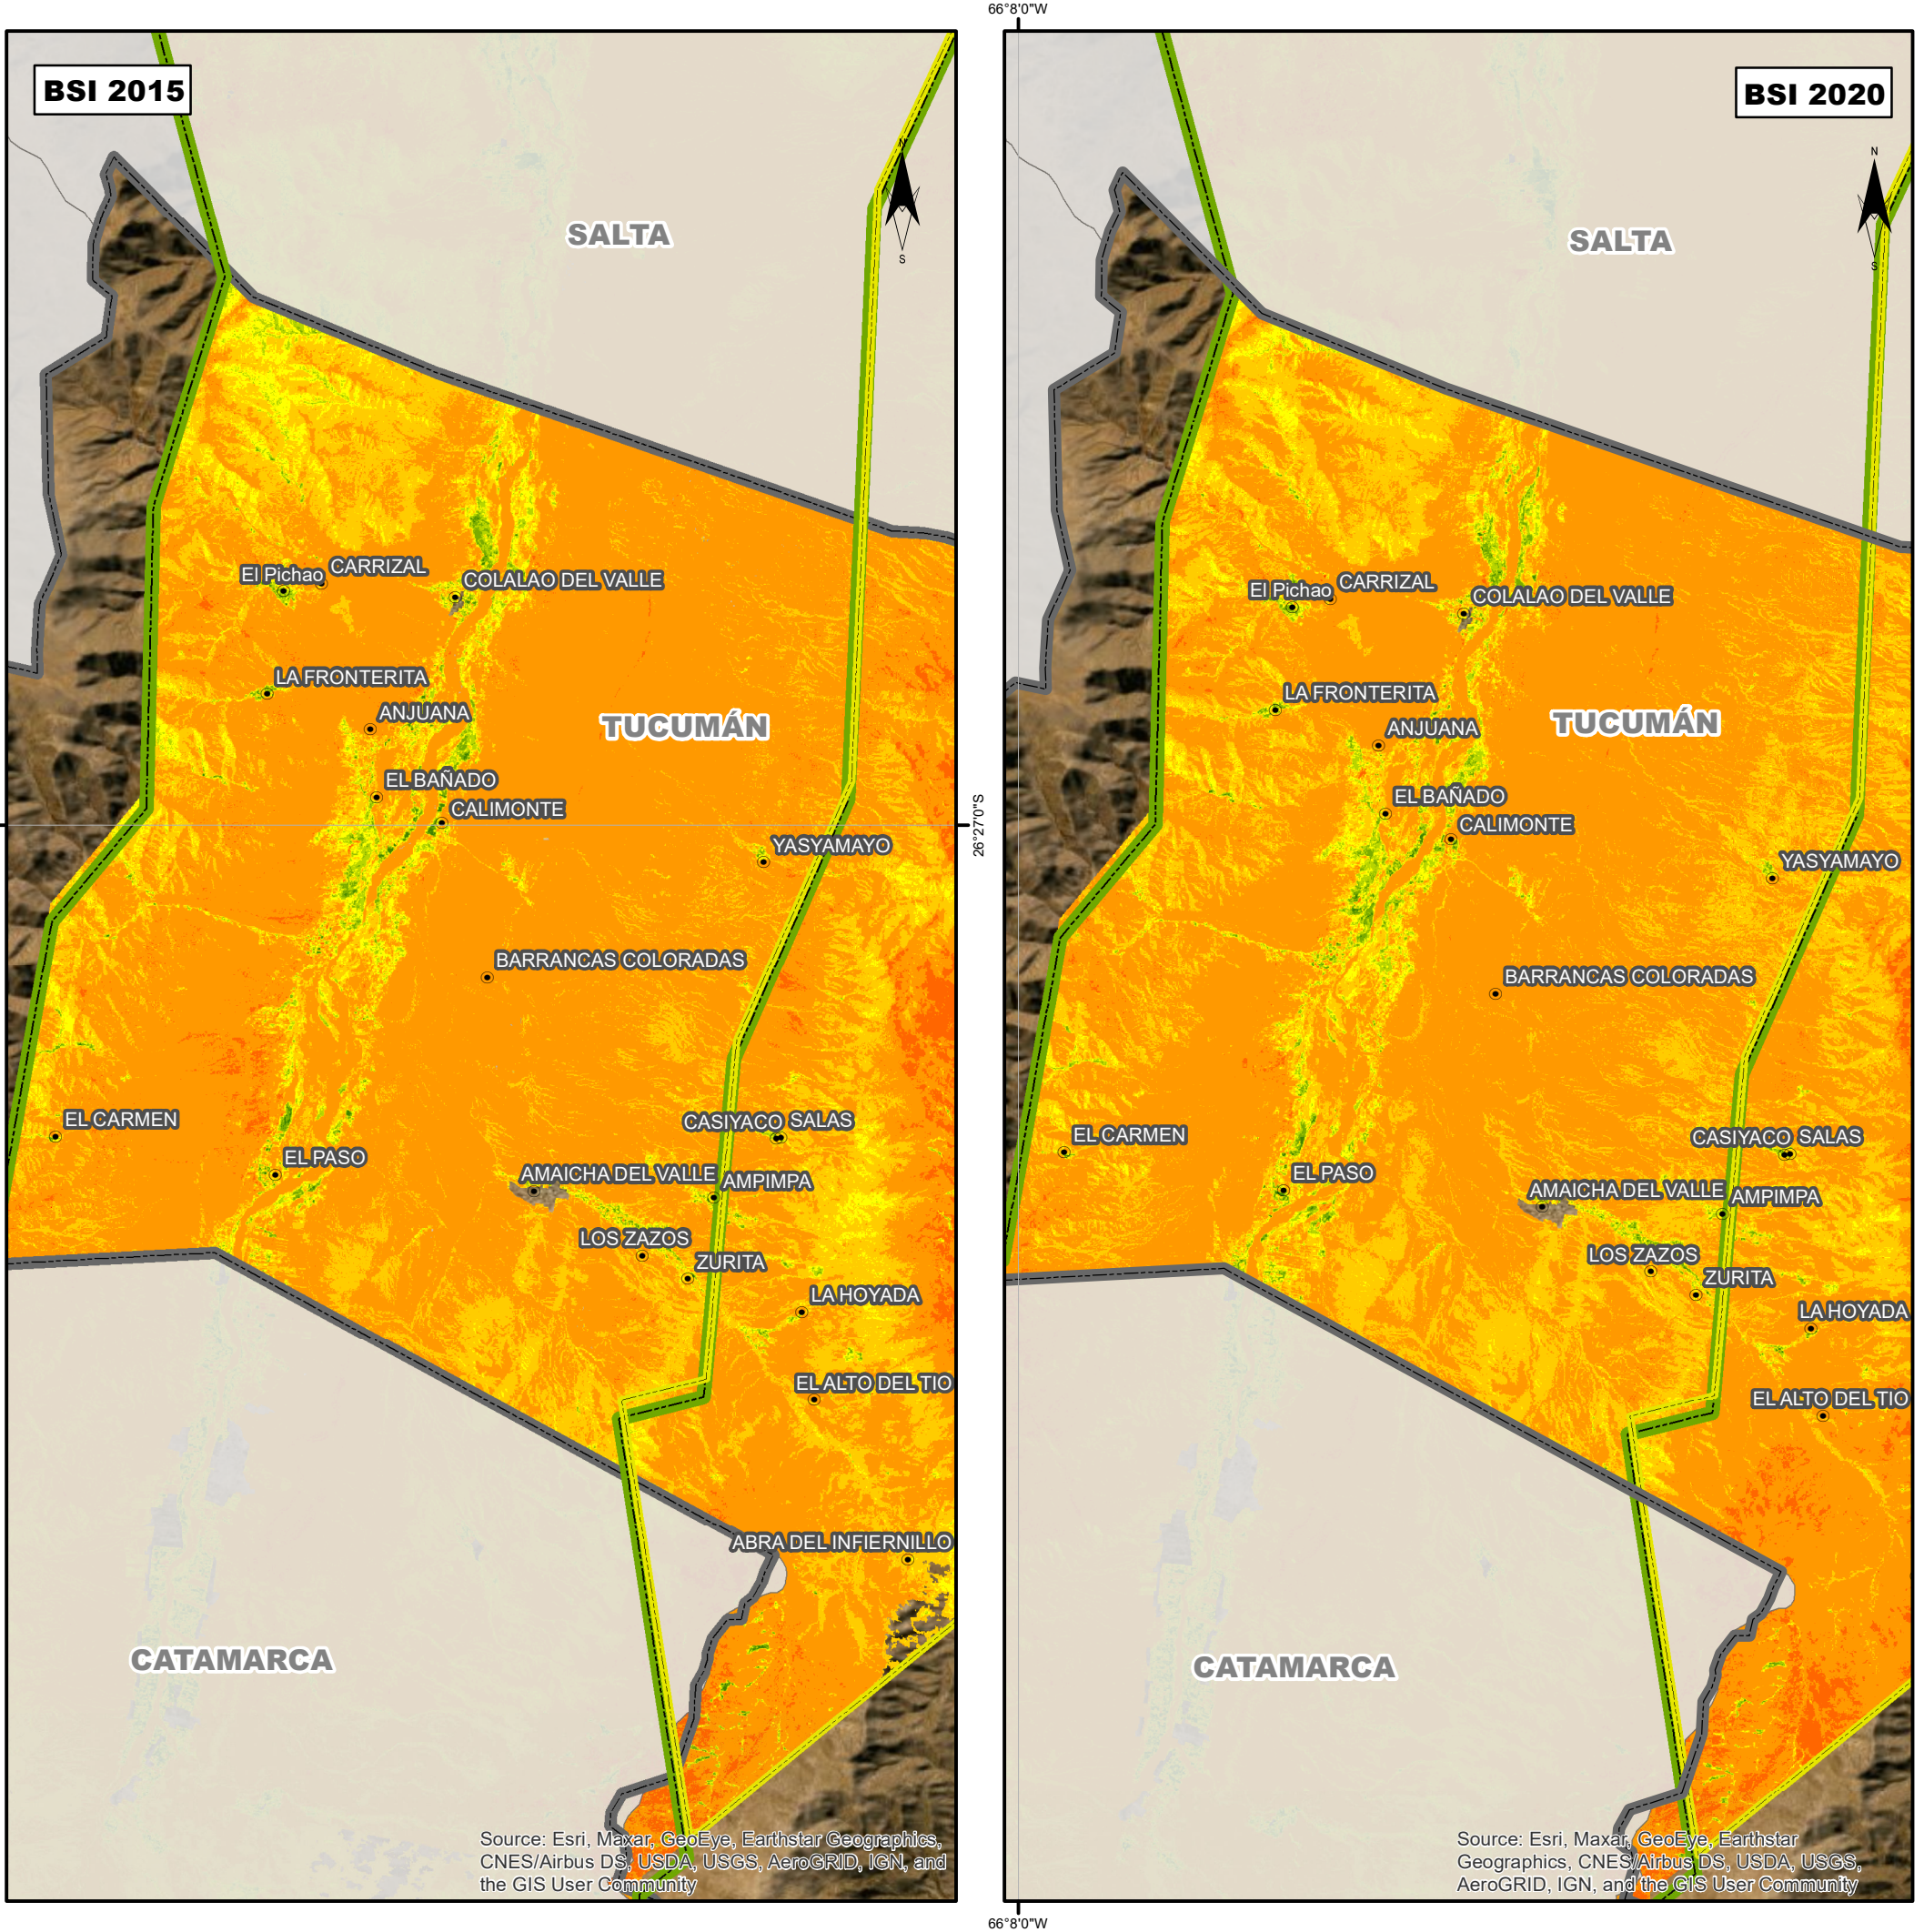 66°8'0"W
BSI 2015
N
S
SALTA
El Pichao
CARRIZAL
COLALAO DEL VALLE
LA FRONTERITA
ANJUANA
TUCUMÁN
EL BAÑADO
CALIMONTE
YASYAMAYO
BARRANCAS COLORADAS
EL CARMEN
CASIYACO
SALAS
EL PASO
AMAICHA DEL VALLE
AMPIMPA
LOS ZAZOS
ZURITA
LA HOYADA
EL ALTO DEL TIO
ABRA DEL INFIERNILLO
CATAMARCA
Source: Esri, Maxar, GeoEye, Earthstar Geographics,
CNES/Airbus DS, USDA, USGS, AeroGRID, IGN, and
the GIS User Community
26°27'0"S
BSI 2020
N
S
SALTA
El Pichao
CARRIZAL
COLALAO DEL VALLE
LA FRONTERITA
ANJUANA
TUCUMÁN
EL BAÑADO
CALIMONTE
YASYAMAYO
BARRANCAS COLORADAS
EL CARMEN
CASIYACO
SALAS
EL PASO
AMAICHA DEL VALLE
AMPIMPA
LOS ZAZOS
ZURITA
LA HOYADA
EL ALTO DEL TIO
CATAMARCA
Source: Esri, Maxar, GeoEye, Earthstar
Geographics, CNES/Airbus DS, USDA, USGS,
AeroGRID, IGN, and the GIS User Community
66°8'0"W